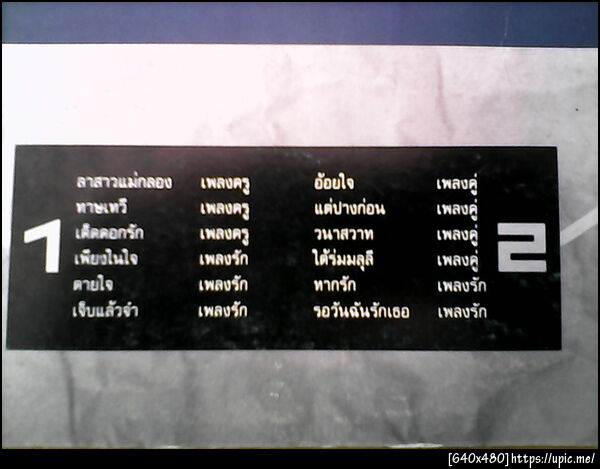 1
ลาสาวแม่กลอง เพลงครู
ทาษเทวี เพลงครู
เด็ดดอกรัก เพลงครู
เพียงในใจ เพลงรัก
ตายใจ เพลงรัก
เจ็บแล้วจำ เพลงรัก
2
อ้อยใจ เพลงคู่
แต่ปางก่อน เพลงคู่
วนาสวาท เพลงคู่
ใต้ร่มมลุลี เพลงคู่
หากรัก เพลงรัก
รอวันฉันรักเธอ เพลงรัก
[640x480]https://upic.me/